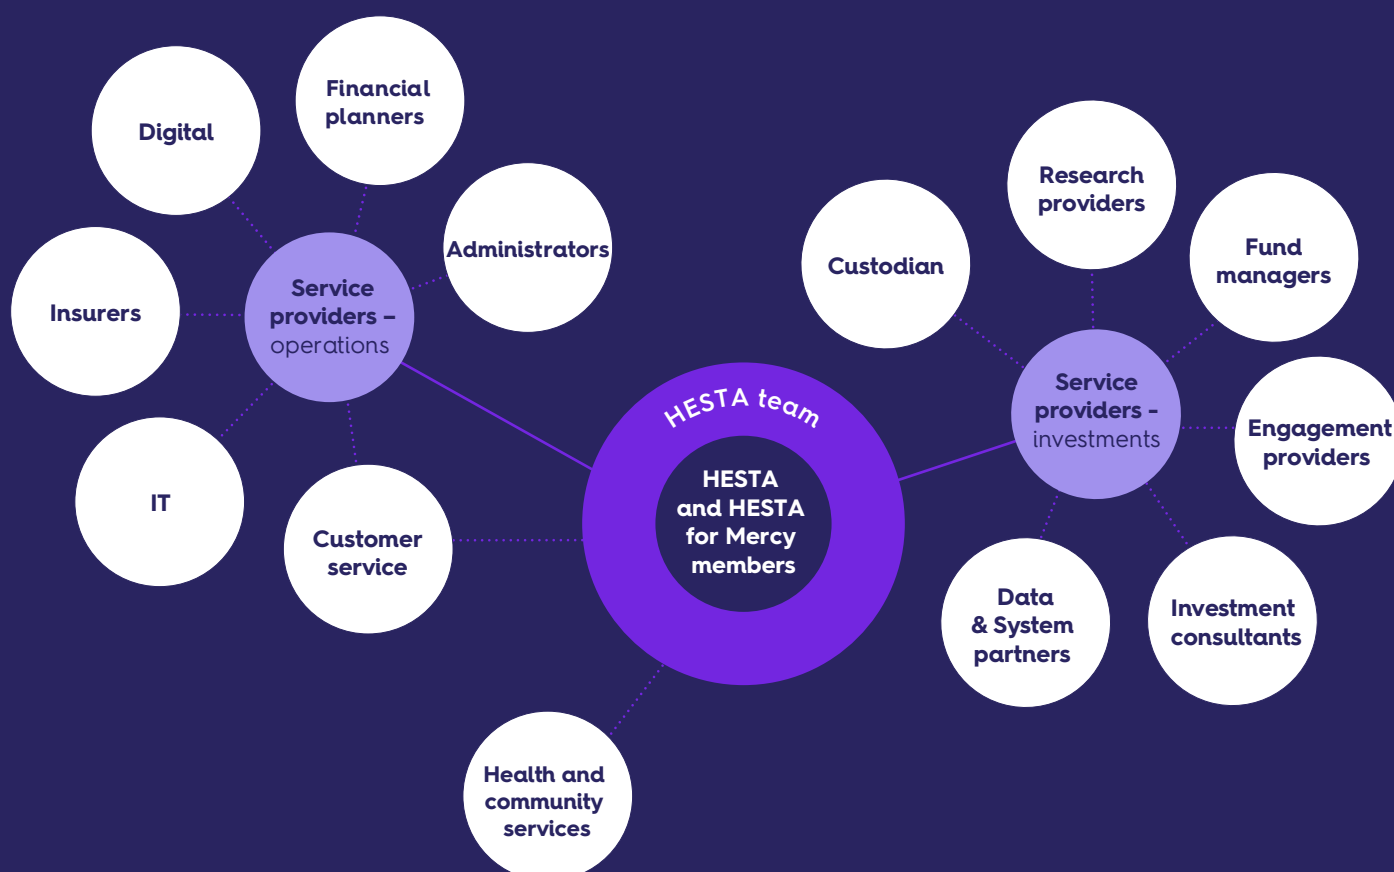 Financial
planners
Digital
Administrators
Insurers
Service
providers –
operations
IT
Customer
service
HESTA team
HESTA
and HESTA
for Mercy
members
Health and
community
services
Research
providers
Custodian
Fund
managers
Service
providers -
investments
Engagement
providers
Data
& System
partners
Investment
consultants